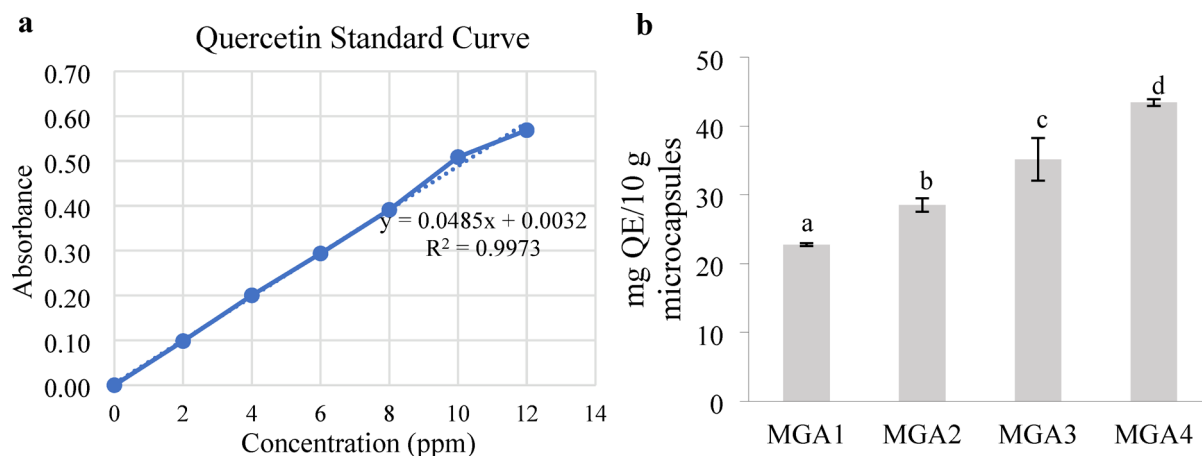 a
Quercetin Standard Curve
Absorbance
0.70
0.60
0.50
0.40
0.30
0.20
0.10
0.00
y = 0.0485x + 0.0032
R² = 0.9973
0 2 4 6 8 10 12 14
Concentration (ppm)
b
mg QE/10 g
microcapsules
50
40
30
20
10
0
a
b
c
d
MGA1 MGA2 MGA3 MGA4